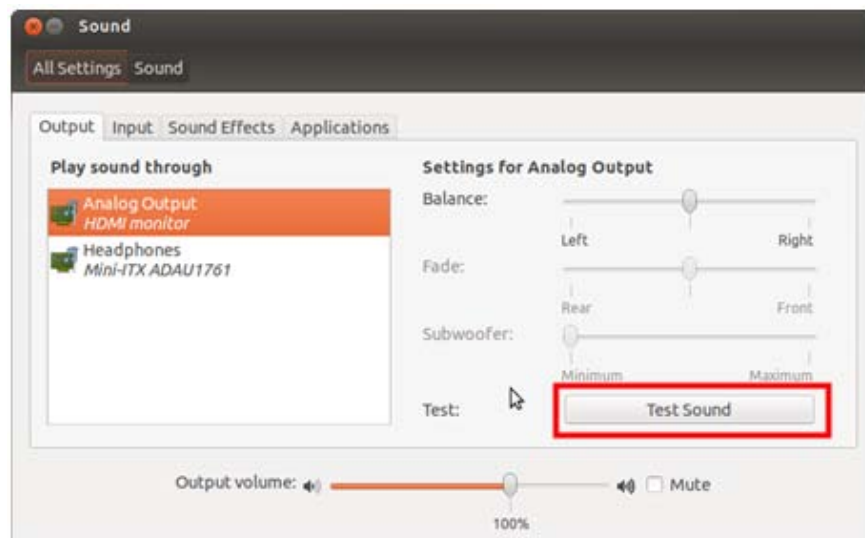 Sound
All Settings Sound
Output Input Sound Effects Applications
Play sound through
Analog Output
HDMI monitor
Headphones
Mini-ITX ADAU1761
Settings for Analog Output
Balance:
Left Right
Fade:
Rear Front
Subwoofer:
Minimum Maximum
Test: Test Sound
Output volume: Mute
100%